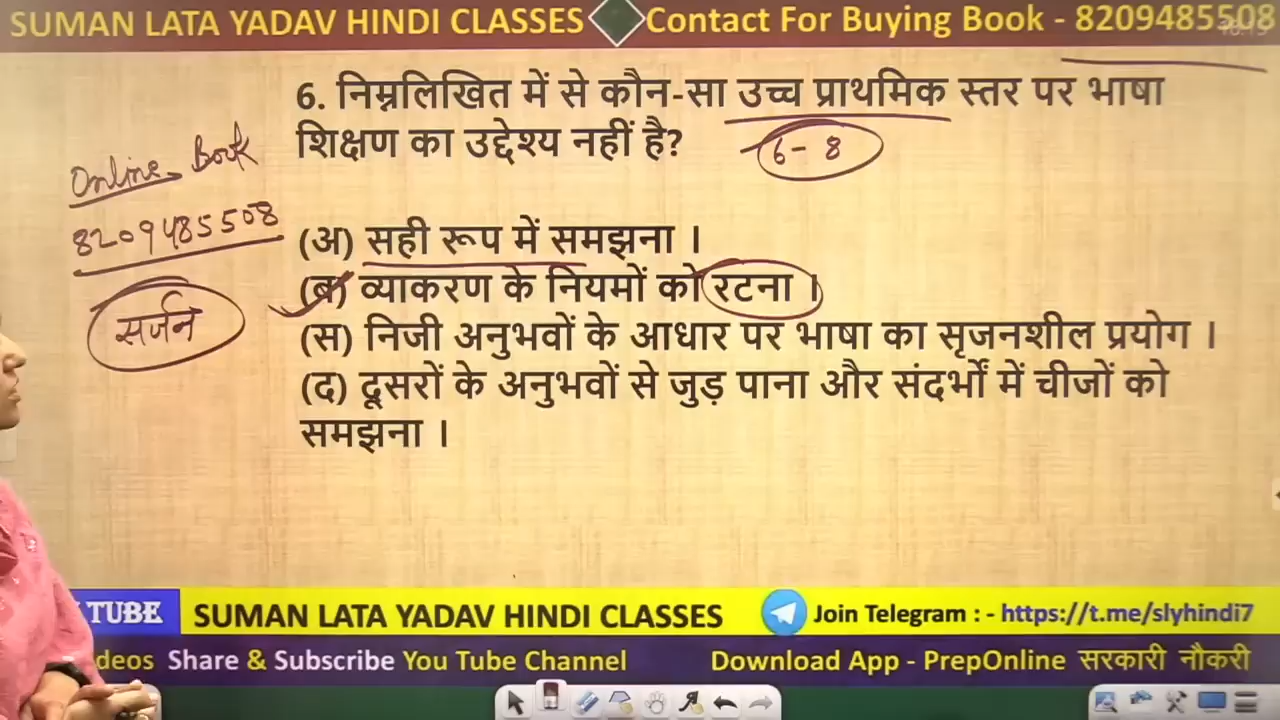 SUMAN LATA YADAV HINDI CLASSES Contact For Buying Book - 8209485508
6. निम्नलिखित में से कौन-सा उच्च प्राथमिक स्तर पर भाषा
शिक्षण का उद्देश्य नहीं है?
6 - 8
Online Book
8209485508
सर्जन
(अ) सही रूप में समझना ।
(ब) व्याकरण के नियमों को रटना ।
(स) निजी अनुभवों के आधार पर भाषा का सृजनशील प्रयोग ।
(द) दूसरों के अनुभवों से जुड़ पाना और संदर्भों में चीजों को
समझना ।
TUBE SUMAN LATA YADAV HINDI CLASSES Join Telegram : - https://t.me/slyhindi7
deos Share & Subscribe You Tube Channel Download App - PrepOnline सरकारी नौकरी